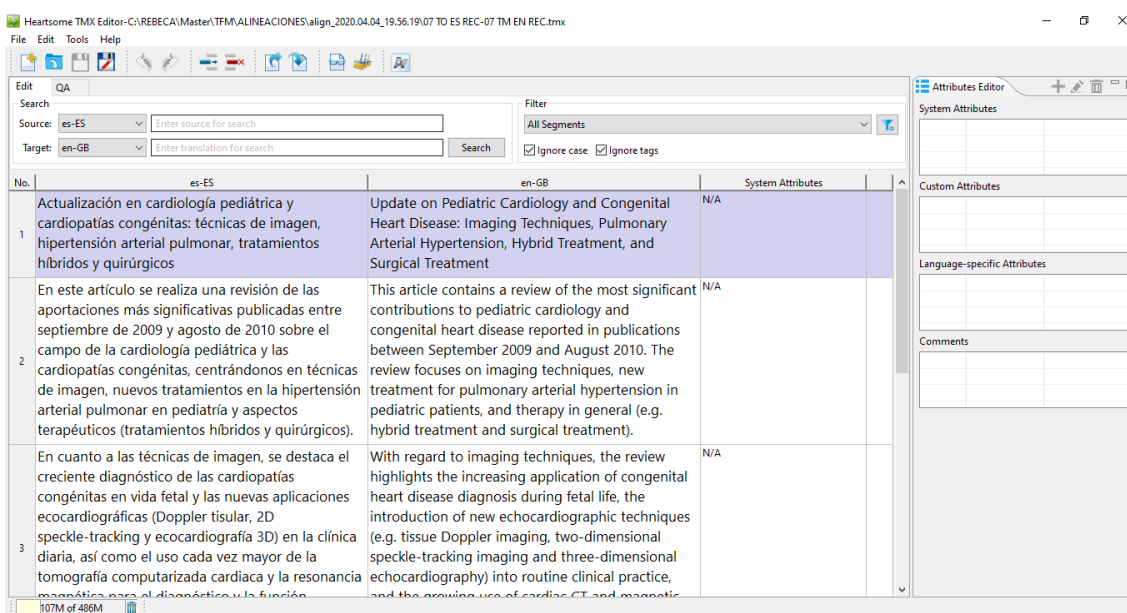 Heartsome TMX Editor-C:\REBECA\Master\TFM\ALINEACIONES\align_2020.04.04_19.56.19\07 TO ES REC-07 TM EN REC.tmx
File Edit Tools Help
Edit QA
Search
Source: es-ES Enter source for search
Target: en-GB Enter translation for search Search
Filter
All Segments
Ignore case Ignore tags
No. es-ES en-GB System Attributes
1
Actualización en cardiología pediátrica y
cardiopatías congénitas: técnicas de imagen,
hipertensión arterial pulmonar, tratamientos
híbridos y quirúrgicos
Update on Pediatric Cardiology and Congenital
Heart Disease: Imaging Techniques, Pulmonary
Arterial Hypertension, Hybrid Treatment, and
Surgical Treatment
N/A
2
En este artículo se realiza una revisión de las
aportaciones más significativas publicadas entre
septiembre de 2009 y agosto de 2010 sobre el
campo de la cardiología pediátrica y las
cardiopatías congénitas, centrándonos en técnicas
de imagen, nuevos tratamientos en la hipertensión
arterial pulmonar en pediatría y aspectos
terapéuticos (tratamientos híbridos y quirúrgicos).
This article contains a review of the most significant
contributions to pediatric cardiology and
congenital heart disease reported in publications
between September 2009 and August 2010. The
review focuses on imaging techniques, new
treatment for pulmonary arterial hypertension in
pediatric patients, and therapy in general (e.g.
hybrid treatment and surgical treatment).
N/A
3
En cuanto a las técnicas de imagen, se destaca el
creciente diagnóstico de las cardiopatías
congénitas en vida fetal y las nuevas aplicaciones
ecocardiográficas (Doppler tisular, 2D
speckle-tracking y ecocardiografía 3D) en la clínica
diaria, así como el uso cada vez mayor de la
tomografía computarizada cardiaca y la resonancia
magnética para el diagnóstico y la función
With regard to imaging techniques, the review
highlights the increasing application of congenital
heart disease diagnosis during fetal life, the
introduction of new echocardiographic techniques
(e.g. tissue Doppler imaging, two-dimensional
speckle-tracking imaging and three-dimensional
echocardiography) into routine clinical practice,
and the growing use of cardiac CT and magnetic
N/A
Attributes Editor
System Attributes
Custom Attributes
Language-specific Attributes
Comments
107M of 486M